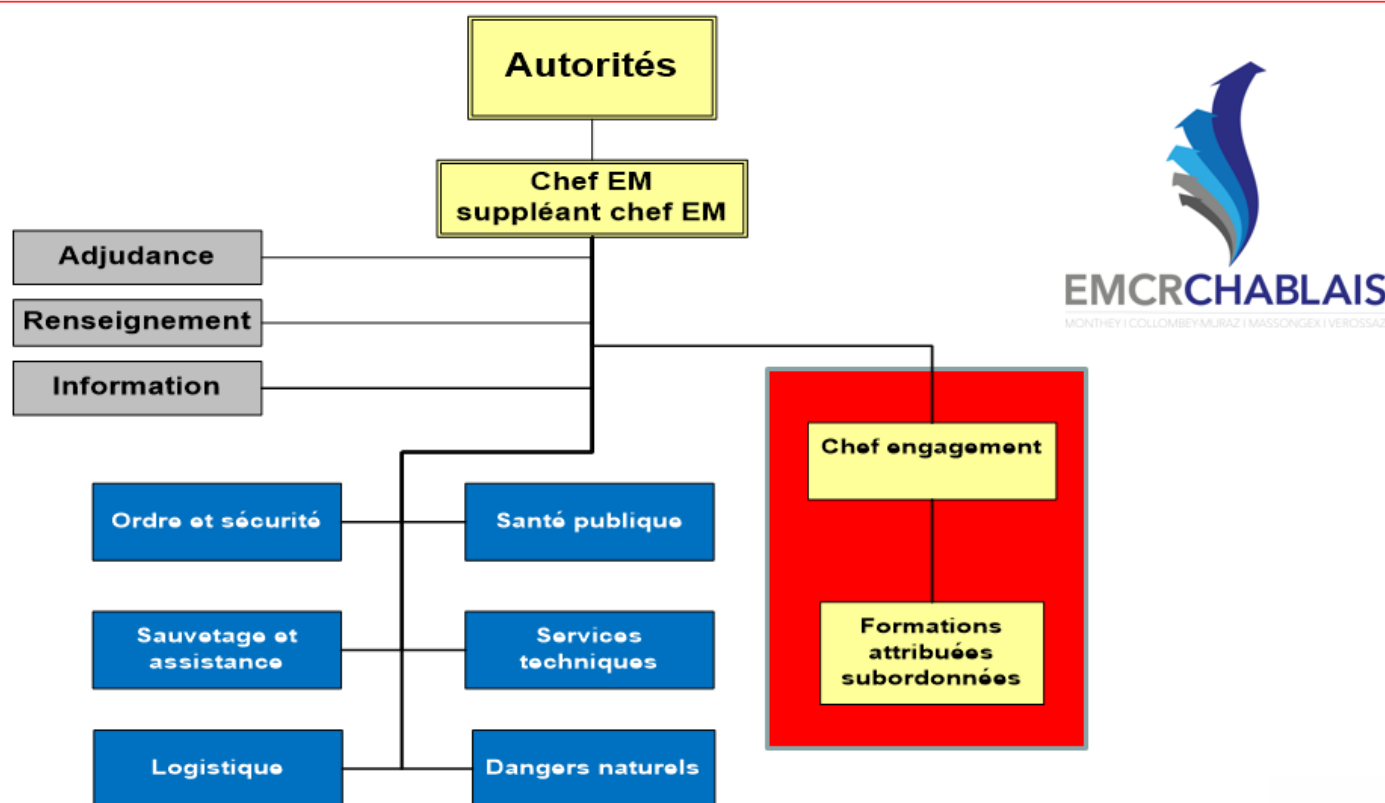 Autorités
Chef EM
suppléant chef EM
Adjudance
Renseignement
Information
EMCRCHABLAIS
MONTHEY I COLLOMBEY-MURAZ I MASSONGEX I VEROSSAZ
Chef engagement
Ordre et sécurité
Santé publique
Sauvetage et
assistance
Services
techniques
Formations
attribuées
subordonnées
Logistique
Dangers naturels